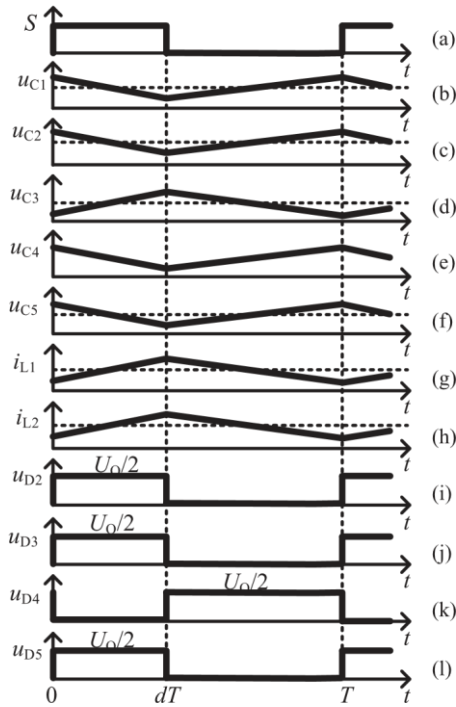 S t (a)
uC1 t (b)
uC2 t (c)
uC3 t (d)
uC4 t (e)
uC5 t (f)
iL1 t (g)
iL2 t (h)
uD2 UO/2 t (i)
uD3 UO/2 t (j)
uD4 UO/2 t (k)
uD5 UO/2 t (l)
0 dT T